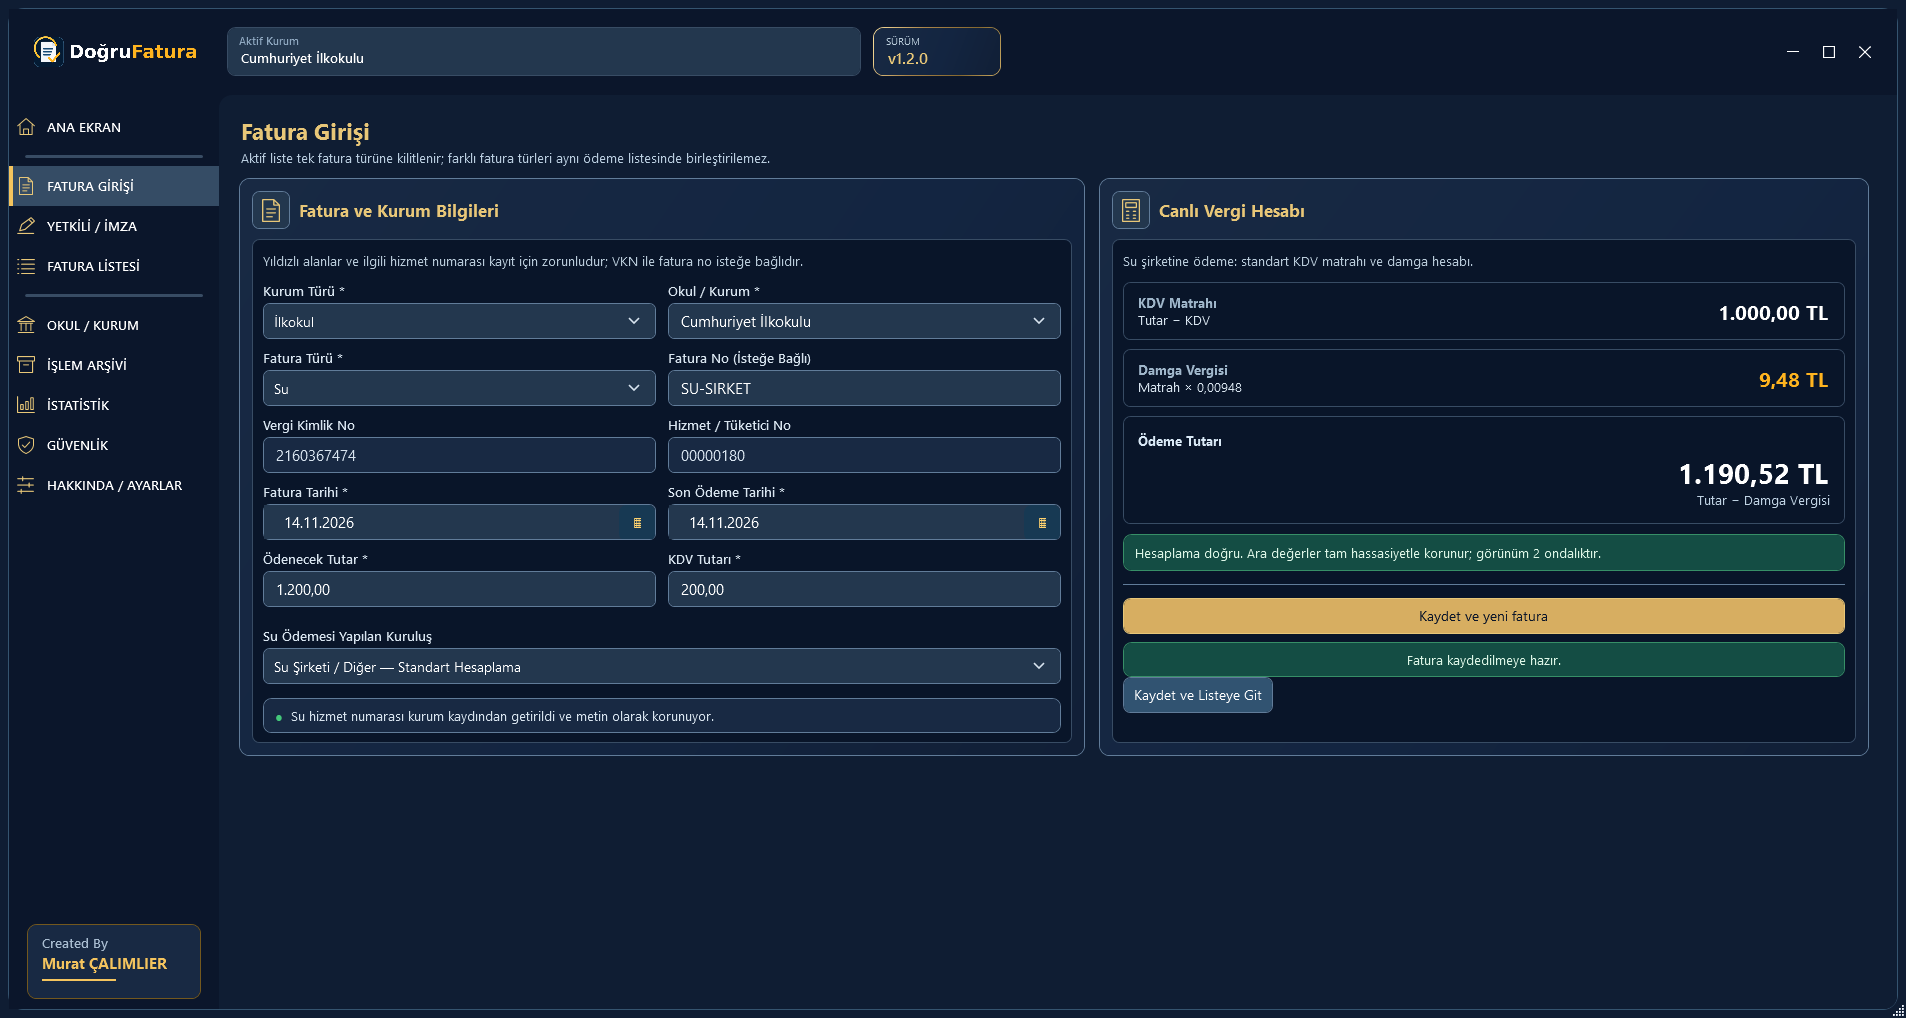 DoğruFatura
Aktif Kurum
Cumhuriyet İlkokulu
SÜRÜM
v1.2.0
ANA EKRAN
FATURA GİRİŞİ
YETKİLİ / İMZA
FATURA LİSTESİ
OKUL / KURUM
İŞLEM ARŞİVİ
İSTATİSTİK
GÜVENLİK
HAKKINDA / AYARLAR
Created By
Murat ÇALIMLIER
Fatura Girişi
Aktif liste tek fatura türüne kilitlenir; farklı fatura türleri aynı ödeme listesinde birleştirilemez.
Fatura ve Kurum Bilgileri
Yıldızlı alanlar ve ilgili hizmet numarası kayıt için zorunludur; VKN ile fatura no isteğe bağlıdır.
Kurum Türü *
Okul / Kurum *
İlkokul
Cumhuriyet İlkokulu
Fatura Türü *
Fatura No (İsteğe Bağlı)
Su
SU-SIRKET
Vergi Kimlik No
Hizmet / Tüketici No
2160367474
00000180
Fatura Tarihi *
Son Ödeme Tarihi *
14.11.2026
14.11.2026
Ödenecek Tutar *
KDV Tutarı *
1.200,00
200,00
Su Ödemesi Yapılan Kuruluş
Su Şirketi / Diğer — Standart Hesaplama
Su hizmet numarası kurum kaydından getirildi ve metin olarak korunuyor.
Canlı Vergi Hesabı
Su şirketine ödeme: standart KDV matrahı ve damga hesabı.
KDV Matrahı
Tutar − KDV
1.000,00 TL
Damga Vergisi
Matrah × 0,00948
9,48 TL
Ödeme Tutarı
1.190,52 TL
Tutar − Damga Vergisi
Hesaplama doğru. Ara değerler tam hassasiyetle korunur; görünüm 2 ondalıktır.
Kaydet ve yeni fatura
Fatura kaydedilmeye hazır.
Kaydet ve Listeye Git